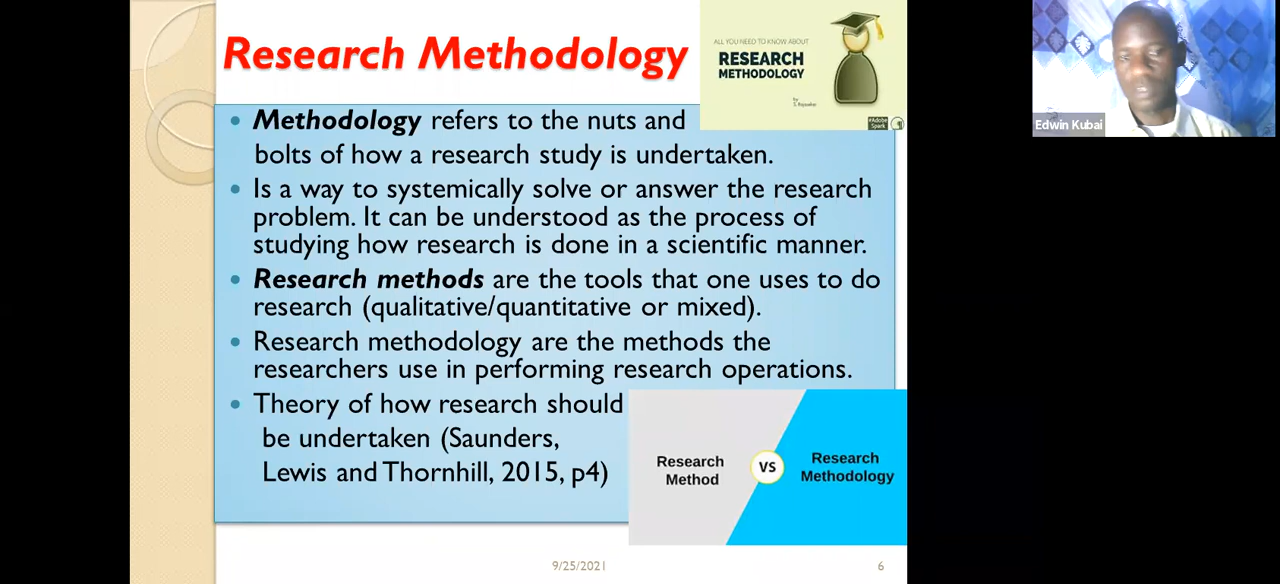 Research Methodology
ALL YOU NEED TO KNOW ABOUT
RESEARCH
METHODOLOGY
by
S. Rajasekar
#Adobe
Spark
Edwin Kubai
Methodology refers to the nuts and
bolts of how a research study is undertaken.
Is a way to systemically solve or answer the research
problem. It can be understood as the process of
studying how research is done in a scientific manner.
Research methods are the tools that one uses to do
research (qualitative/quantitative or mixed).
Research methodology are the methods the
researchers use in performing research operations.
Theory of how research should
be undertaken (Saunders,
Lewis and Thornhill, 2015, p4)
Research
Method
VS
Research
Methodology
9/25/2021
6